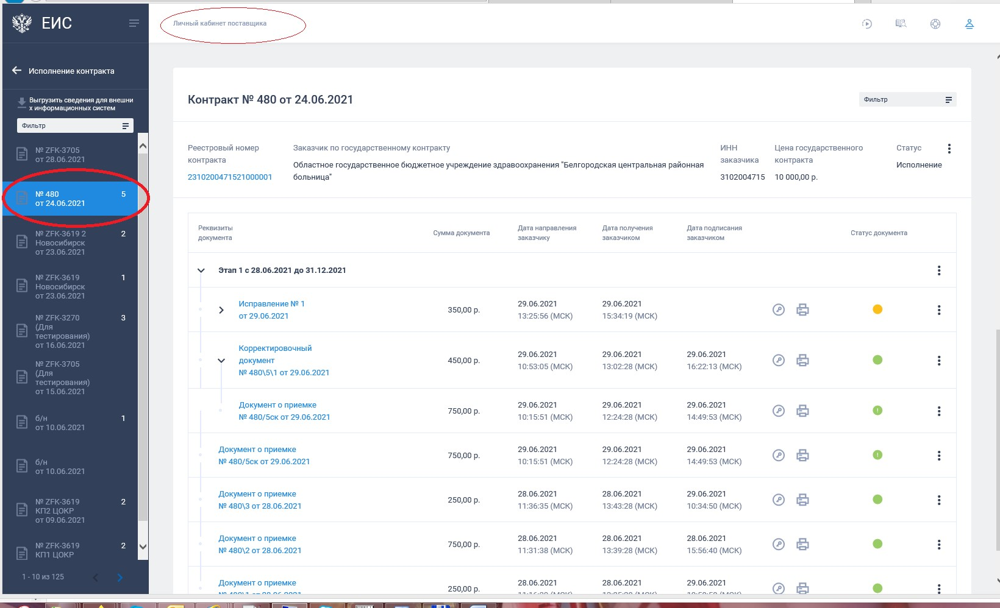 ЕИС
Личный кабинет поставщика
Исполнение контракта
Выгрузить сведения для внешни
х информационных систем
Фильтр
№ ZFK-3705
от 28.06.2021
№ 480 5
от 24.06.2021
№ ZFK-3619 2 2
Новосибирск
от 23.06.2021
№ ZFK-3619 1
Новосибирск
от 23.06.2021
№ ZFK-3270 3
(Для
тестирования)
от 16.06.2021
№ ZFK-3705
(Для
тестирования)
от 15.06.2021
б/н 1
от 10.06.2021
б/н
от 10.06.2021
№ ZFK-3619 2
КП2 ЦОКР
от 09.06.2021
№ ZFK-3619 2
КП1 ЦОКР
1 - 10 из 125
Контракт № 480 от 24.06.2021
Фильтр
Реестровый номер
контракта
2310200471521000001
Заказчик по государственному контракту
Областное государственное бюджетное учреждение здравоохранения "Белгородская центральная районная
больница"
ИНН
заказчика
3102004715
Цена государственного
контракта
10 000,00 р.
Статус
Исполнение
Реквизиты
документа
Сумма документа
Дата направления
заказчику
Дата получения
заказчиком
Дата подписания
заказчиком
Статус документа
Этап 1 с 28.06.2021 до 31.12.2021
Исправление № 1
от 29.06.2021
350,00 р.
29.06.2021
13:25:56 (МСК)
29.06.2021
15:34:19 (МСК)
Корректировочный
документ
№ 480\5\1 от 29.06.2021
450,00 р.
29.06.2021
10:53:05 (МСК)
29.06.2021
13:02:28 (МСК)
29.06.2021
16:22:13 (МСК)
Документ о приемке
№ 480/5ск от 29.06.2021
750,00 р.
29.06.2021
10:15:51 (МСК)
29.06.2021
12:24:28 (МСК)
29.06.2021
14:49:53 (МСК)
Документ о приемке
№ 480/5ск от 29.06.2021
750,00 р.
29.06.2021
10:15:51 (МСК)
29.06.2021
12:24:28 (МСК)
29.06.2021
14:49:53 (МСК)
Документ о приемке
№ 480\3 от 28.06.2021
250,00 р.
28.06.2021
11:36:35 (МСК)
28.06.2021
13:43:28 (МСК)
29.06.2021
10:34:50 (МСК)
Документ о приемке
№ 480\2 от 28.06.2021
750,00 р.
28.06.2021
11:31:38 (МСК)
28.06.2021
13:39:28 (МСК)
28.06.2021
15:56:40 (МСК)
Документ о приемке
250,00 р.
28.06.2021
28.06.2021
29.06.2021